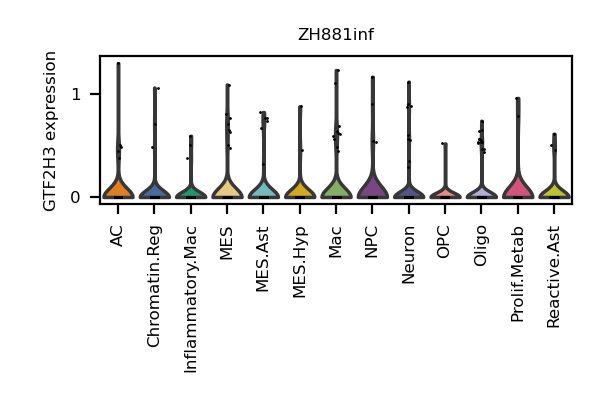 ZH881inf
GTF2H3 expression
1
0
AC
Chromatin.Reg
Inflammatory.Mac
MES
MES.Ast
MES.Hyp
Mac
NPC
Neuron
OPC
Oligo
Prolif.Metab
Reactive.Ast